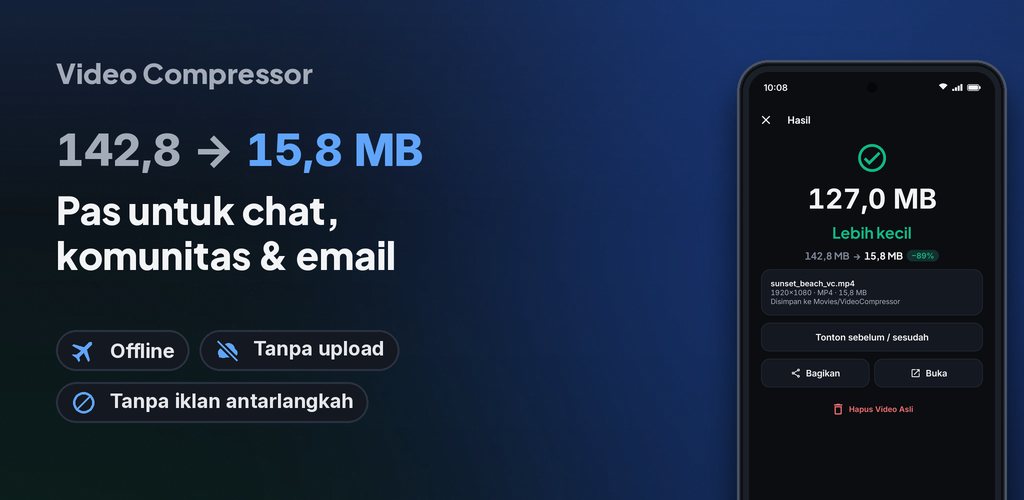 Video Compressor
142,8 → 15,8 MB
Pas untuk chat,
komunitas & email
Offline
Tanpa upload
Tanpa iklan antarlangkah
10:08
Hasil
127,0 MB
Lebih kecil
142,8 MB → 15,8 MB −89%
sunset_beach_vc.mp4
1920×1080 · MP4 · 15,8 MB
Disimpan ke Movies/VideoCompressor
Tonton sebelum / sesudah
Bagikan
Buka
Hapus Video Asli